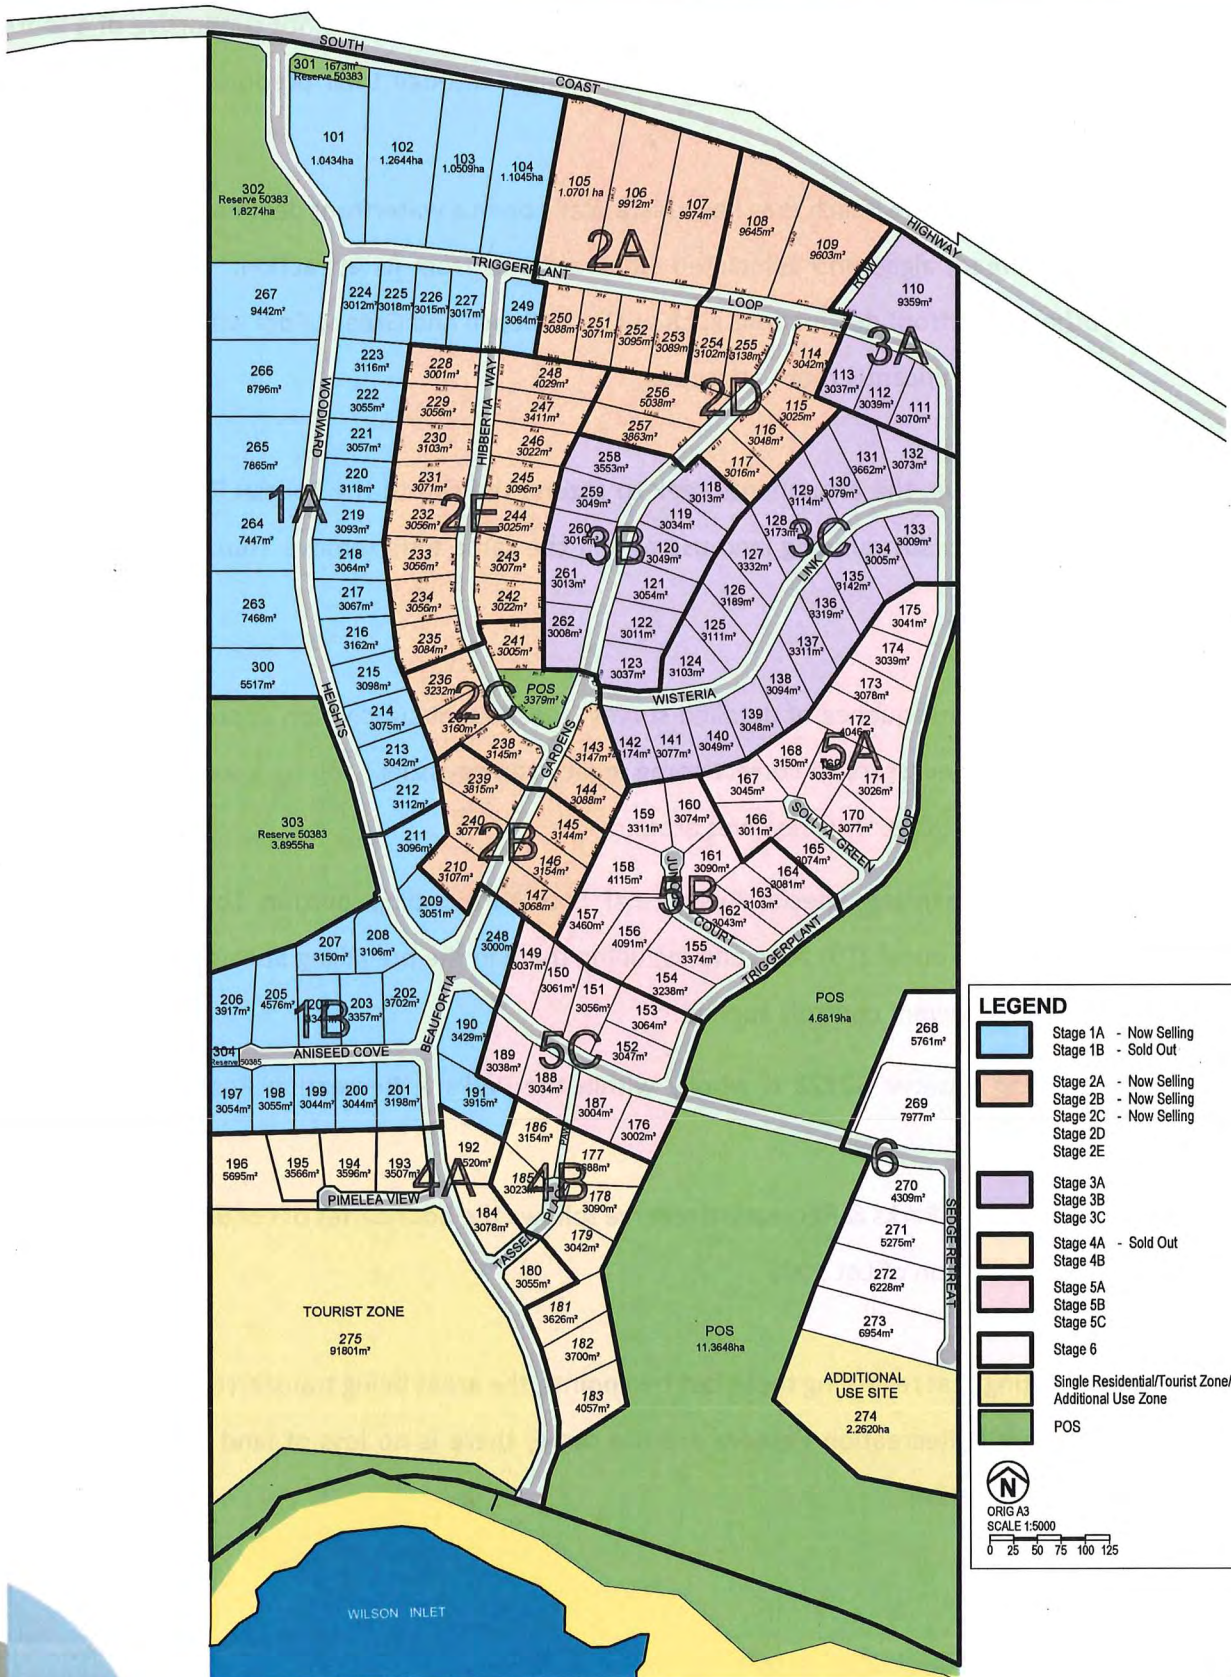 SOUTH
COAST
HIGHWAY
301 1673m²
Reserve 50383
101
1.0434ha
102
1.2644ha
103
1.0509ha
104
1.1045ha
105
1.0701 ha
106
9912m²
107
9974m²
108
9645m²
109
9603m²
110
9359m²
302
Reserve 50383
1.8274ha
2A
TRIGGERPLANT
LOOP
ROW
267
9442m²
224
3012m²
225
3018m²
226
3015m²
227
3017m²
249
3064m²
250
3088m²
251
3071m²
252
3095m²
253
3089m²
254
3102m²
255
3138m²
114
3042m²
3A
113
3037m²
112
3039m²
111
3070m²
266
8796m²
223
3116m²
222
3055m²
228
3001m²
229
3056m²
248
4029m²
247
3411m²
256
5038m²
2D
115
3025m²
257
3863m²
116
3048m²
117
3016m²
WOODWARD
HIBBERTIA WAY
265
7865m²
221
3057m²
220
3118m²
230
3103m²
231
3071m²
246
3022m²
245
3096m²
258
3553m²
259
3049m²
118
3013m²
119
3034m²
131
3662m²
132
3073m²
130
3079m²
129
3114m²
128
3173m²
1A
264
7447m²
219
3093m²
218
3064m²
232
3056m²
2E
244
3025m²
233
3056m²
243
3007m²
260
3016m²
3B
120
3049m²
3C
127
3332m²
LINK
133
3009m²
134
3005m²
135
3142m²
263
7468m²
217
3067m²
216
3162m²
234
3056m²
235
3084m²
242
3022m²
241
3005m²
261
3013m²
262
3008m²
121
3054m²
122
3011m²
123
3037m²
126
3189m²
125
3111m²
124
3103m²
136
3319m²
137
3311m²
175
3041m²
174
3039m²
300
5517m²
215
3098m²
214
3075m²
213
3042m²
212
3112m²
HEIGHTS
236
3232m²
2C
3160m²
238
3145m²
POS
3379m²
GARDENS
143
3147m²
144
3088m²
WISTERIA
138
3094m²
139
3048m²
140
3049m²
141
3077m²
142
3174m²
173
3078m²
172
4046m²
5A
168
3150m²
3033m²
171
3026m²
170
3077m²
167
3045m²
166
3011m²
165
3074m²
SOLLYA GREEN
LOOP
303
Reserve 50383
3.8955ha
211
3096m²
239
3815m²
240
2B
210
3107m²
145
3144m²
146
3154m²
147
3068m²
159
3311m²
160
3074m²
158
4115m²
161
3090m²
164
3081m²
163
3103m²
162
3043m²
5B
COURT
157
3460m²
156
4091m²
155
3374m²
154
3238m²
TRIGGERPLANT
209
3051m²
207
3150m²
208
3106m²
248
3000m²
149
3037m²
150
3061m²
151
3056m²
153
3064m²
152
3047m²
206
3917m²
205
4576m²
1B
203
3357m²
202
3702m²
BEAUFORTIA
190
3429m²
189
3038m²
5C
188
3034m²
187
3004m²
176
3002m²
304
Reserve 50385
ANISEED COVE
197
3054m²
198
3055m²
199
3044m²
200
3044m²
201
3198m²
191
3915m²
POS
4.6819ha
268
5761m²
269
7977m²
6
196
5695m²
195
3566m²
194
3596m²
193
3507m²
4A
192
PIMELEA VIEW
186
3154m²
185
4B
177
178
3090m²
184
3078m²
179
3042m²
TASSEL
PLACE
180
3055m²
181
3626m²
182
3700m²
183
4057m²
270
4309m²
271
5275m²
272
6228m²
273
6954m²
SEDGE RETREAT
TOURIST ZONE
275
91801m²
POS
11.3648ha
ADDITIONAL
USE SITE
274
2.2620ha
WILSON INLET
LEGEND
Stage 1A - Now Selling
Stage 1B - Sold Out
Stage 2A - Now Selling
Stage 2B - Now Selling
Stage 2C - Now Selling
Stage 2D
Stage 2E
Stage 3A
Stage 3B
Stage 3C
Stage 4A - Sold Out
Stage 4B
Stage 5A
Stage 5B
Stage 5C
Stage 6
Single Residential/Tourist Zone/
Additional Use Zone
POS
N
ORIG A3
SCALE 1:5000
0 25 50 75 100 125